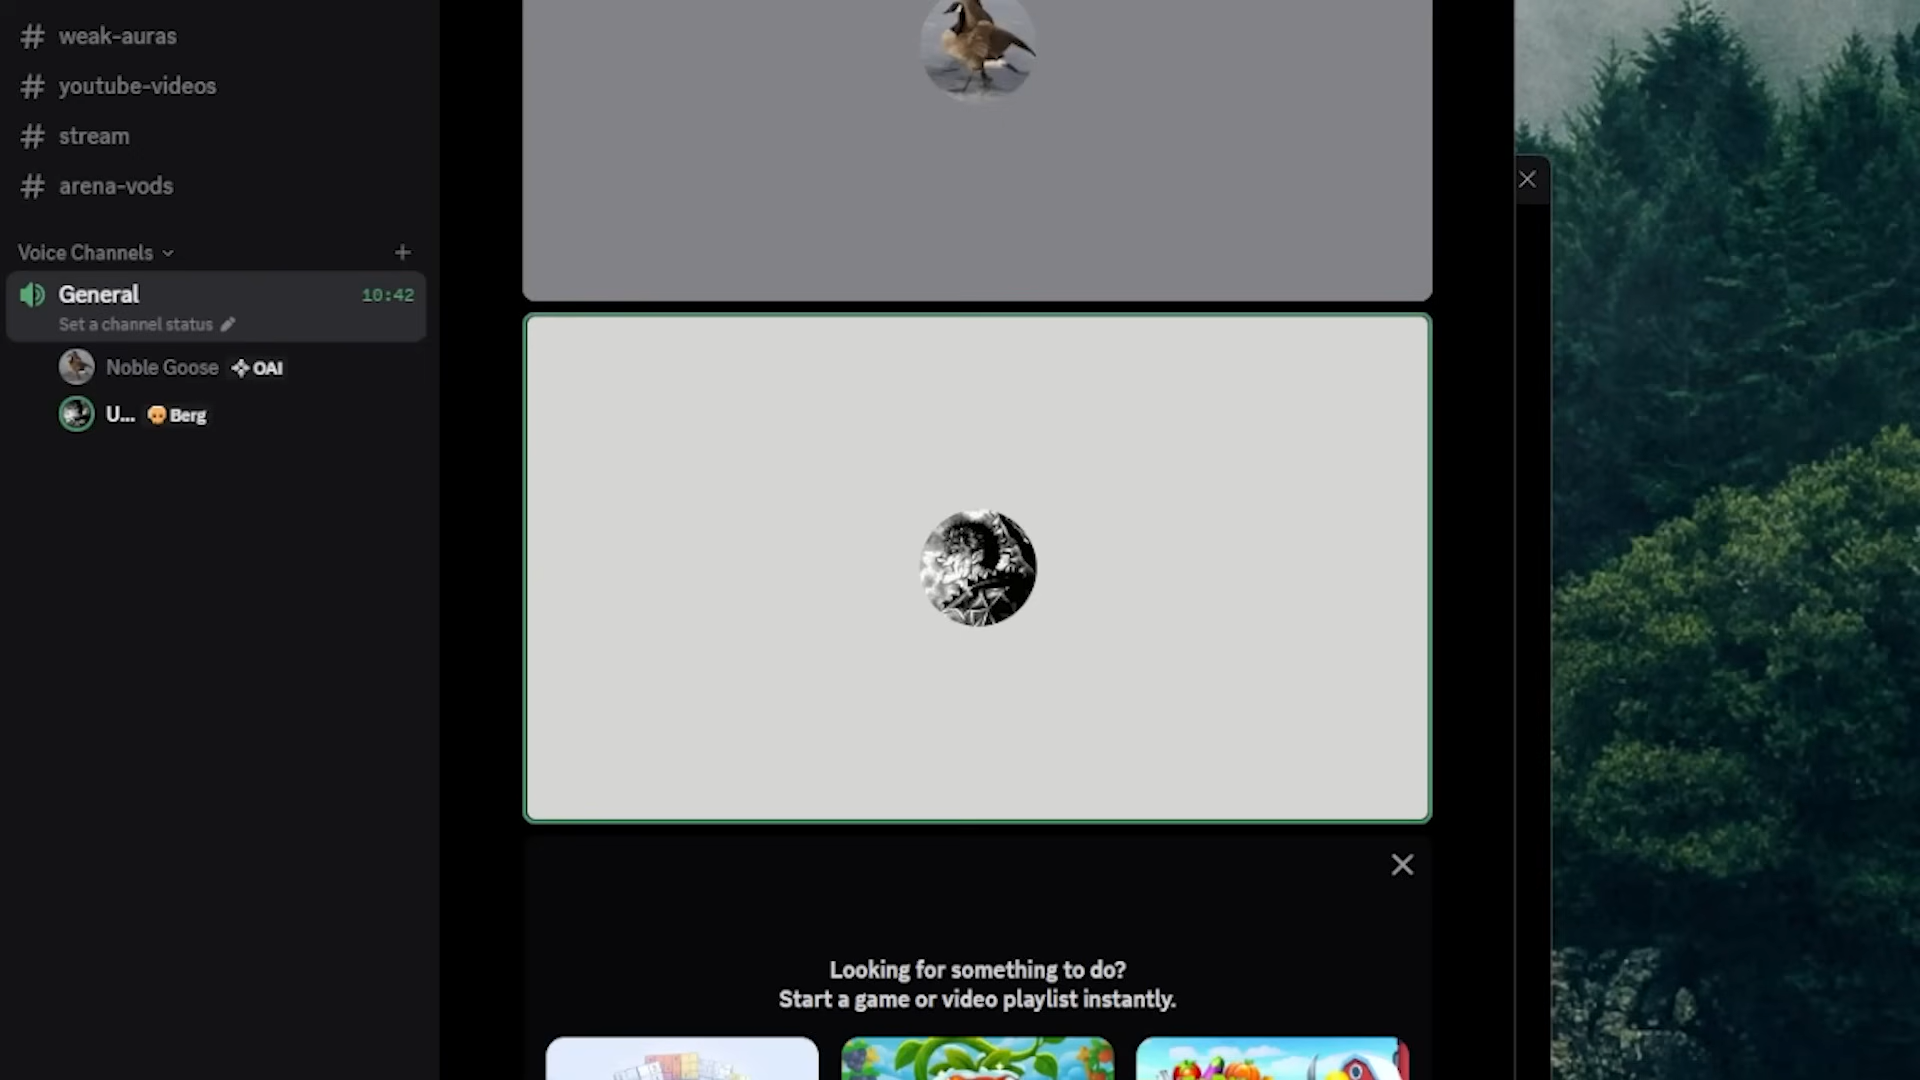 # weak-auras
# youtube-videos
# stream
# arena-vods
Voice Channels
General 10:42
Set a channel status
Noble Goose OAI
U... Berg
Looking for something to do?
Start a game or video playlist instantly.